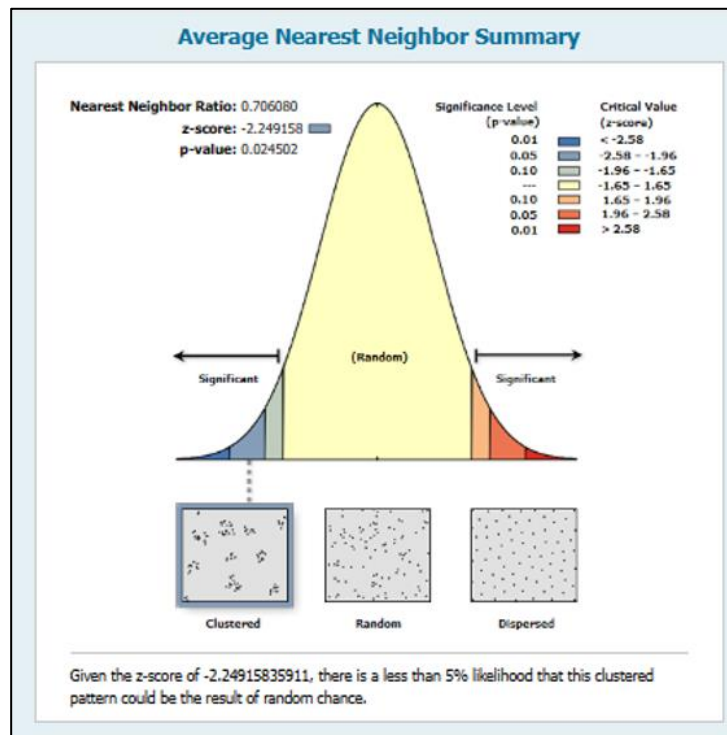 Average Nearest Neighbor Summary
Nearest Neighbor Ratio: 0.706080
z-score: -2.249158
p-value: 0.024502
Significance Level (p-value)
Critical Value (z-score)
0.01 < -2.58
0.05 -2.58 - -1.96
0.10 -1.96 - -1.65
--- -1.65 - 1.65
0.10 1.65 - 1.96
0.05 1.96 - 2.58
0.01 > 2.58
(Random)
Significant Significant
Clustered Random Dispersed
Given the z-score of -2.24915835911, there is a less than 5% likelihood that this clustered
pattern could be the result of random chance.